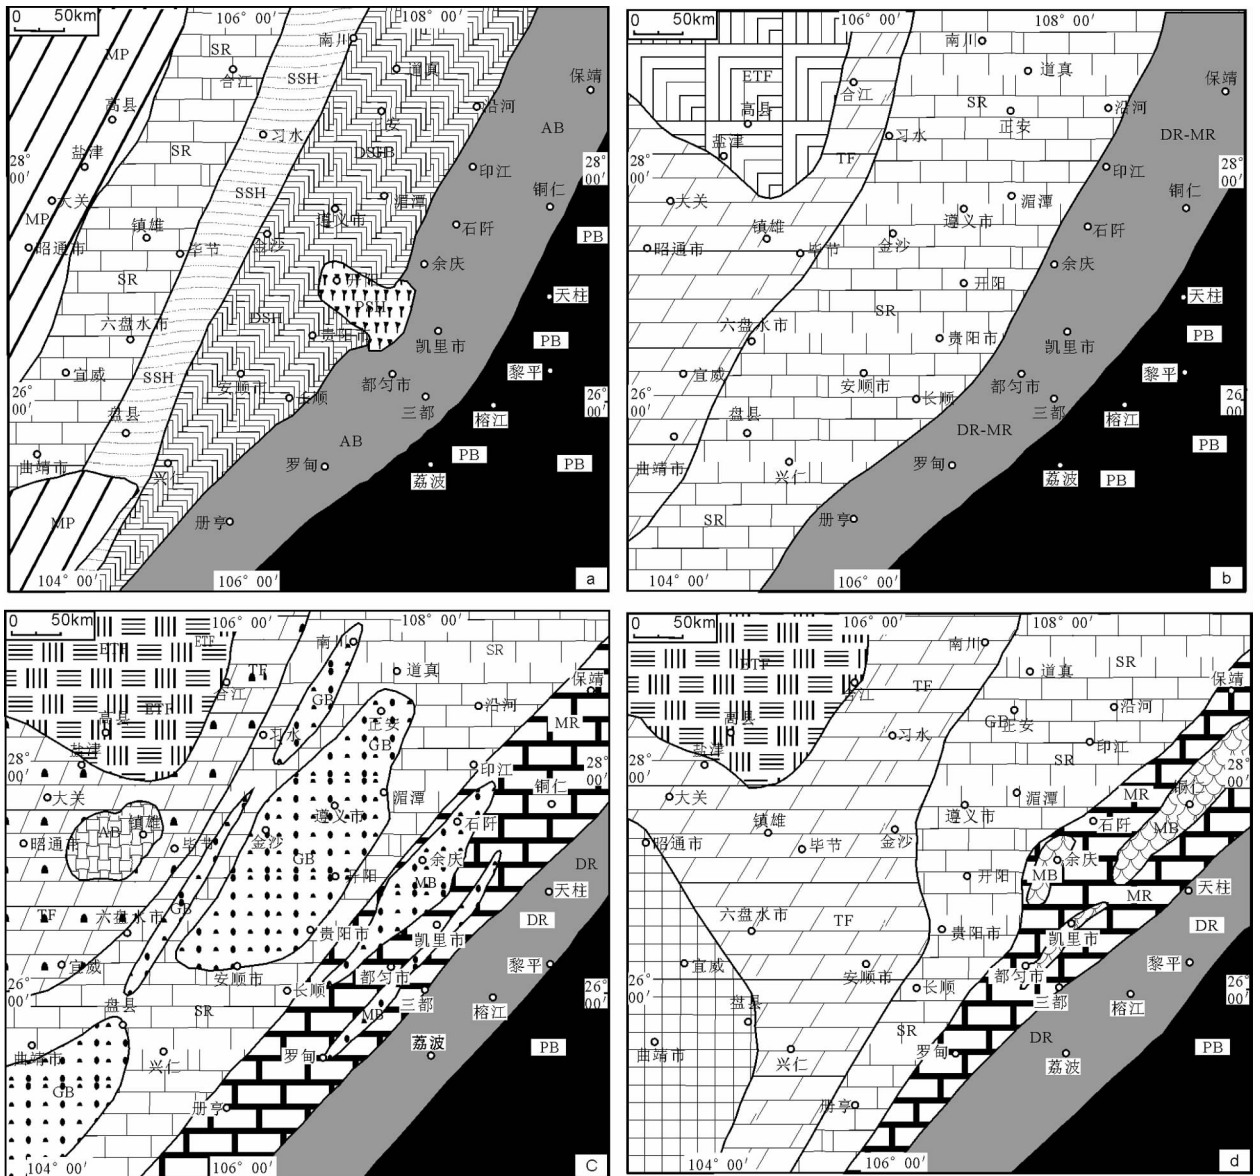 0 50km
106° 00′
108° 00′
MP
SR
南川
SSH
合江
道真
保靖
高县
沿河
正安
AB
习水
DSH
SR
盐津
28° 00′
印江
28° 00′
大关
SSH
铜仁
MP
镇雄
遵义市
湄潭
石阡
PB
昭通市
毕节
金沙
余庆
SR
开阳
天柱
PSH
六盘水市
DSH
贵阳市
凯里市
PB
宜威
SSH
安顺市
都匀市
黎平
26° 00′
26° 00′
长顺
三都
榕江
盘县
AB
曲靖市
兴仁
罗甸
PB
PB
荔波
MP
册亨
104° 00′
106° 00′
a
0 50km
106° 00′
108° 00′
南川
ETF
合江
道真
保靖
高县
SR
沿河
正安
DR-MR
盐津
习水
TF
印江
28° 00′
大关
铜仁
湄潭
镇雄
遵义市
石阡
昭通市
毕节
金沙
余庆
开阳
天柱
SR
六盘水市
贵阳市
凯里市
PB
宜威
安顺市
都匀市
黎平
26° 00′
长顺
三都
榕江
盘县
DR-MR
曲靖市
兴仁
罗甸
荔波
PB
PB
SR
册亨
104° 00′
106° 00′
b
0 50km
106° 00′
108° 00′
ETF
ETF
南川
SR
TF
道真
合江
保靖
GB
高县
ETF
正安
沿河
MR
习水
GB
盐津
28° 00′
印江
28° 00′
大关
铜仁
湄潭
AB
镇雄
遵义市
石阡
昭通市
毕节
金沙
GB
余庆
DR
开阳
MB
天柱
TF
GB
六盘水市
DR
贵阳市
凯里市
宜威
安顺市
都匀市
黎平
26° 00′
26° 00′
长顺
三都
榕江
盘县
SR
MB
曲靖市
兴仁
罗甸
荔波
PB
GB
册亨
104° 00′
106° 00′
C
0 50km
106° 00′
108° 00′
南川
ETF
SR
道真
TF
合江
保靖
高县
GB
沿河
正安
盐津
习水
印江
SR
28° 00′
28° 00′
大关
湄潭
MR
铜仁
镇雄
遵义市
石阡
MB
昭通市
毕节
金沙
余庆
开阳
MB
MR
天柱
六盘水市
TF
DR
贵阳市
凯里市
宜威
安顺市
都匀市
黎平
26° 00′
26° 00′
长顺
三都
榕江
盘县
SR
DR
曲靖市
兴仁
罗甸
荔波
PB
册亨
104° 00′
106° 00′
d